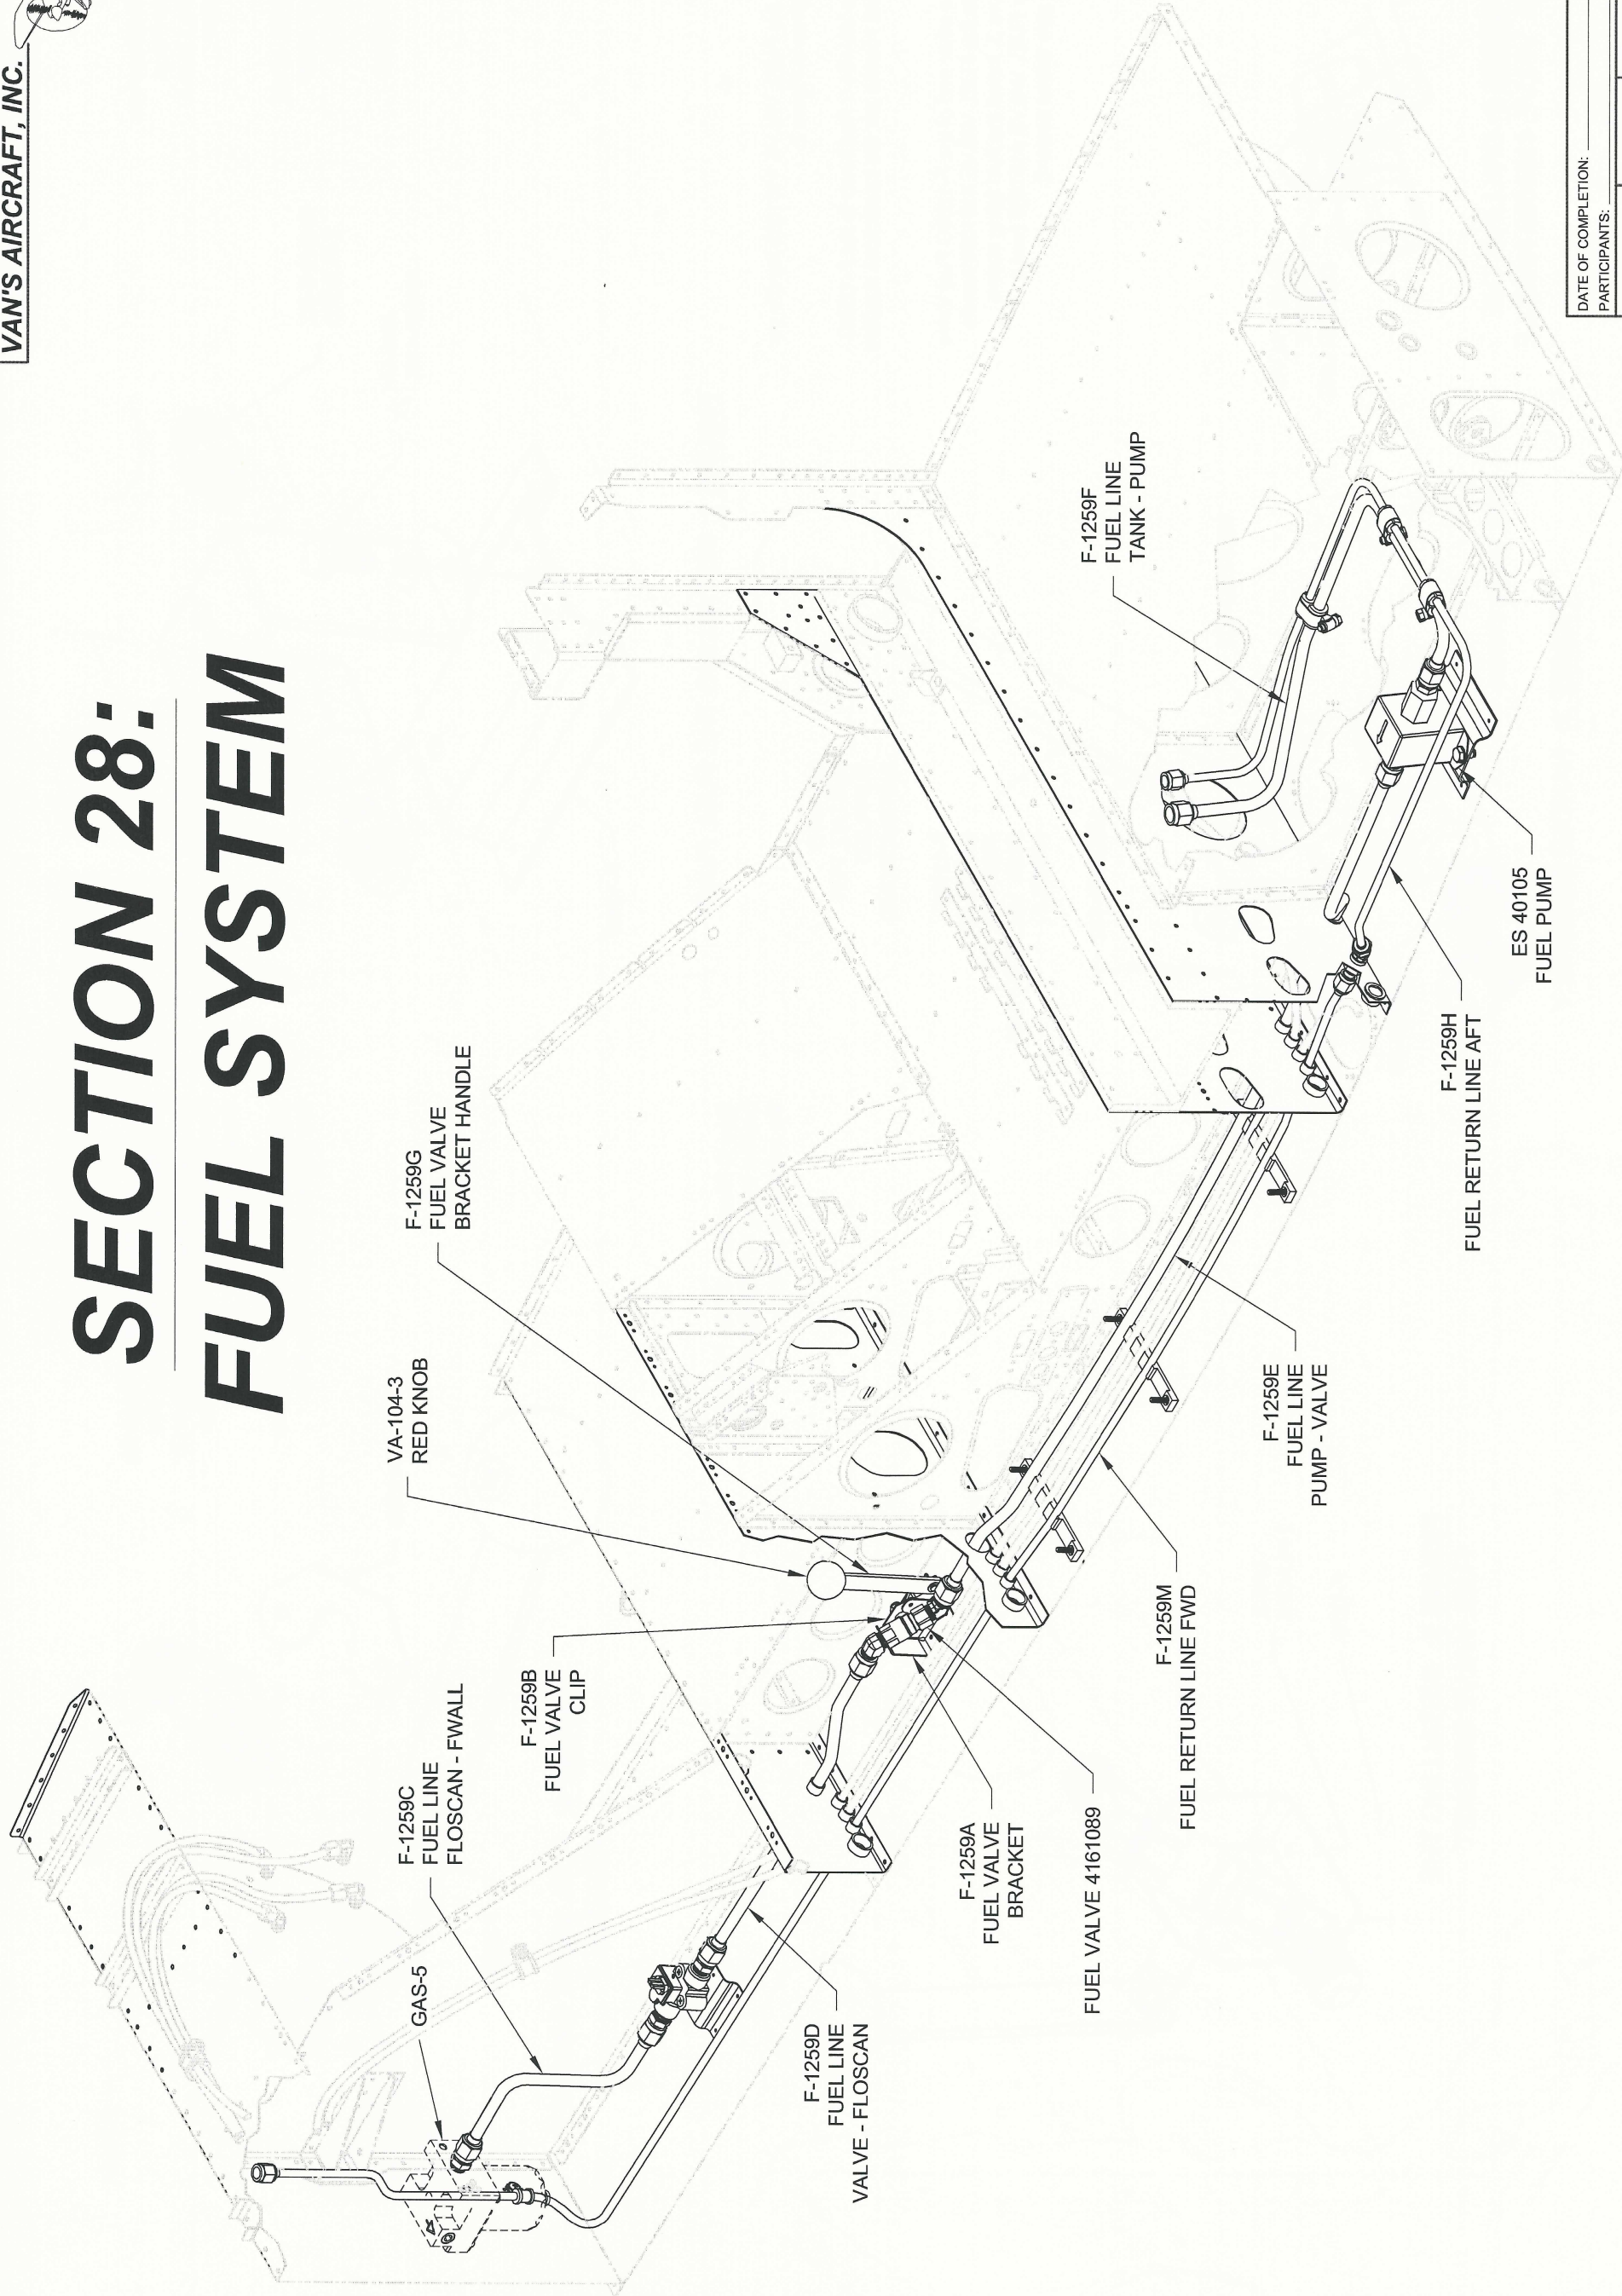 VAN'S AIRCRAFT, INC.
SECTION 28:
FUEL SYSTEM
GAS-5
F-1259C
FUEL LINE
FLOSCAN - FWALL
VA-104-3
RED KNOB
F-1259G
FUEL VALVE
BRACKET HANDLE
F-1259B
FUEL VALVE
CLIP
F-1259F
FUEL LINE
TANK - PUMP
F-1259D
FUEL LINE
VALVE - FLOSCAN
F-1259A
FUEL VALVE
BRACKET
FUEL VALVE 4161089
F-1259M
FUEL RETURN LINE FWD
F-1259E
FUEL LINE
PUMP - VALVE
F-1259H
FUEL RETURN LINE AFT
ES 40105
FUEL PUMP
DATE OF COMPLETION:
PARTICIPANTS: